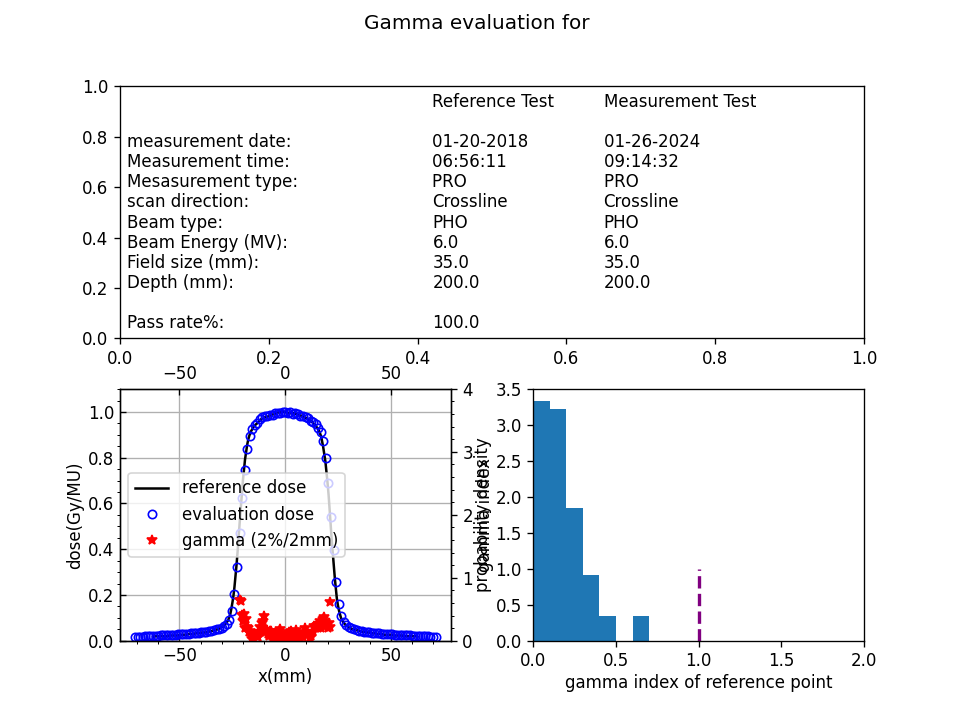 Gamma evaluation for
Reference Test Measurement Test
measurement date: 01-20-2018 01-26-2024
Measurement time: 06:56:11 09:14:32
Mesasurement type: PRO PRO
scan direction: Crossline Crossline
Beam type: PHO PHO
Beam Energy (MV): 6.0 6.0
Field size (mm): 35.0 35.0
Depth (mm): 200.0 200.0
Pass rate%: 100.0
1.0
0.8
0.6
0.4
0.2
0.0
0.0 0.2 0.4 0.6 0.8 1.0
−50 0 50
1.0
0.8
0.6
0.4
0.2
0.0
dose(Gy/MU)
reference dose
evaluation dose
gamma (2%/2mm)
4
3
2
1
0
gamma index
−50 0 50
x(mm)
probability density
3.5
3.0
2.5
2.0
1.5
1.0
0.5
0.0
0.0 0.5 1.0 1.5 2.0
gamma index of reference point